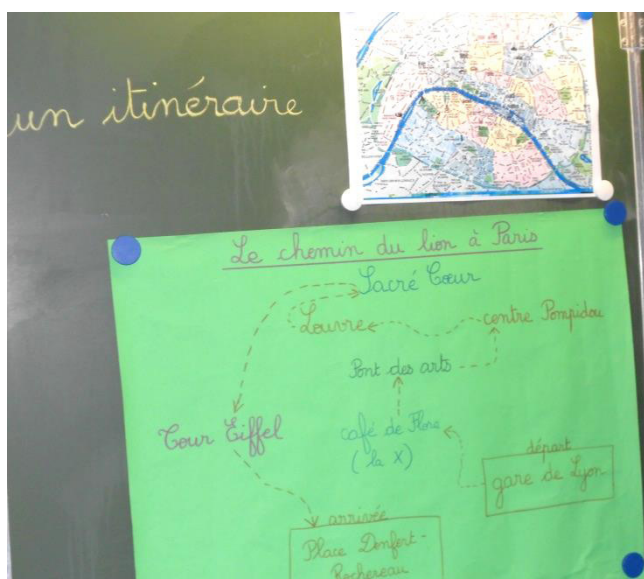 un itinéraire
Le chemin du lion à Paris
Sacré Cœur
Louvre
centre Pompidou
Pont des arts
Tour Eiffel
café de Flore
(la X)
départ
gare de Lyon
arrivée
Place Denfert-
Rochereau